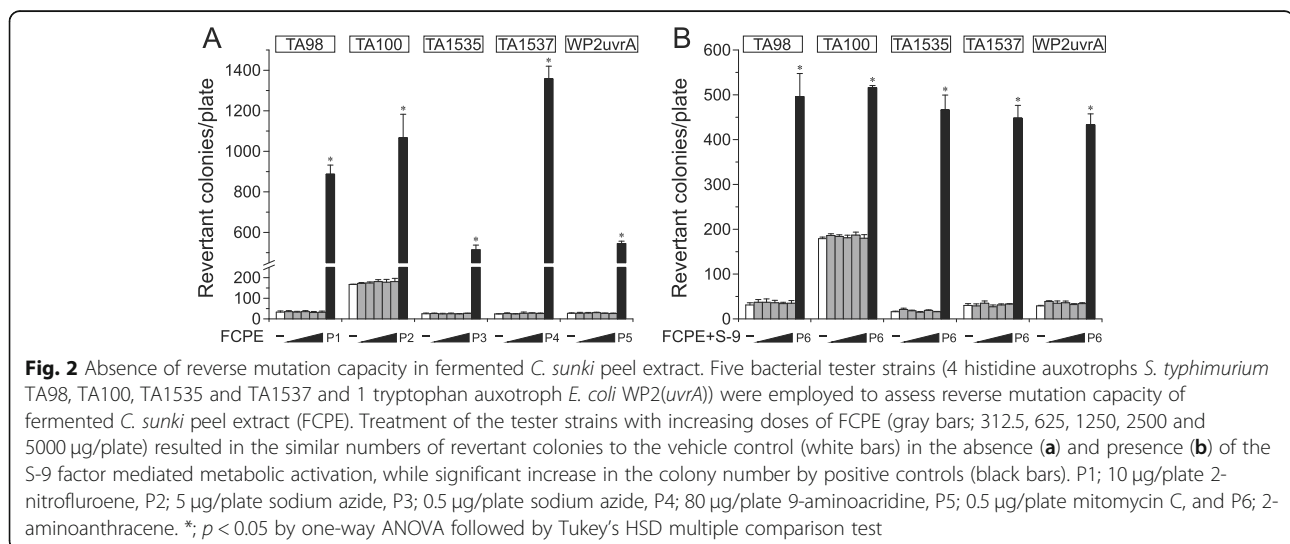 A
TA98 TA100 TA1535 TA1537 WP2uvrA
Revertant colonies/plate
1400
1200
1000
800
600
200
100
0
FCPE – P1 – P2 – P3 – P4 – P5
* * * * *
B
TA98 TA100 TA1535 TA1537 WP2uvrA
Revertant colonies/plate
600
500
400
300
200
100
0
FCPE+S-9 – P6 – P6 – P6 – P6 – P6
* * * * *
Fig. 2 Absence of reverse mutation capacity in fermented C. sunki peel extract. Five bacterial tester strains (4 histidine auxotrophs S. typhimurium
TA98, TA100, TA1535 and TA1537 and 1 tryptophan auxotroph E. coli WP2(uvrA)) were employed to assess reverse mutation capacity of
fermented C. sunki peel extract (FCPE). Treatment of the tester strains with increasing doses of FCPE (gray bars; 312.5, 625, 1250, 2500 and
5000 μg/plate) resulted in the similar numbers of revertant colonies to the vehicle control (white bars) in the absence (a) and presence (b) of the
S-9 factor mediated metabolic activation, while significant increase in the colony number by positive controls (black bars). P1; 10 μg/plate 2-
nitrofluroene, P2; 5 μg/plate sodium azide, P3; 0.5 μg/plate sodium azide, P4; 80 μg/plate 9-aminoacridine, P5; 0.5 μg/plate mitomycin C, and P6; 2-
aminoanthracene. *; p < 0.05 by one-way ANOVA followed by Tukey's HSD multiple comparison test